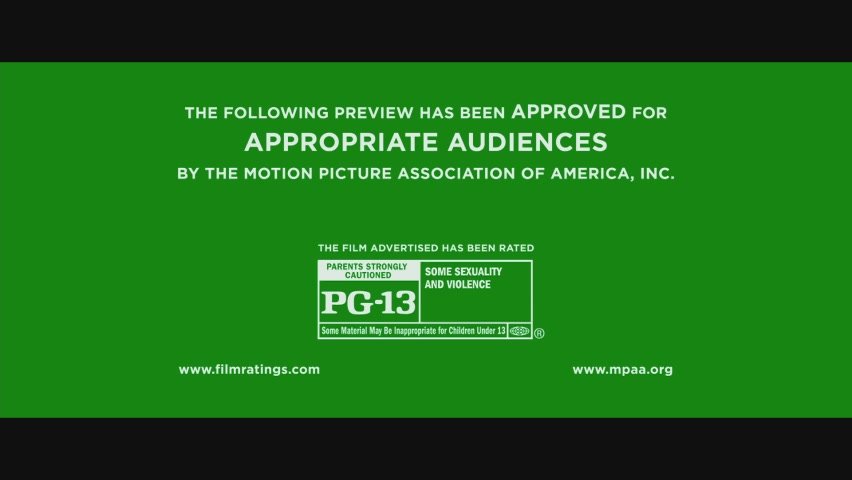 THE FOLLOWING PREVIEW HAS BEEN APPROVED FOR
APPROPRIATE AUDIENCES
BY THE MOTION PICTURE ASSOCIATION OF AMERICA, INC.
THE FILM ADVERTISED HAS BEEN RATED
PARENTS STRONGLY
CAUTIONED
PG-13
SOME SEXUALITY
AND VIOLENCE
Some Material May Be Inappropriate for Children Under 13
®
www.filmratings.com
www.mpaa.org